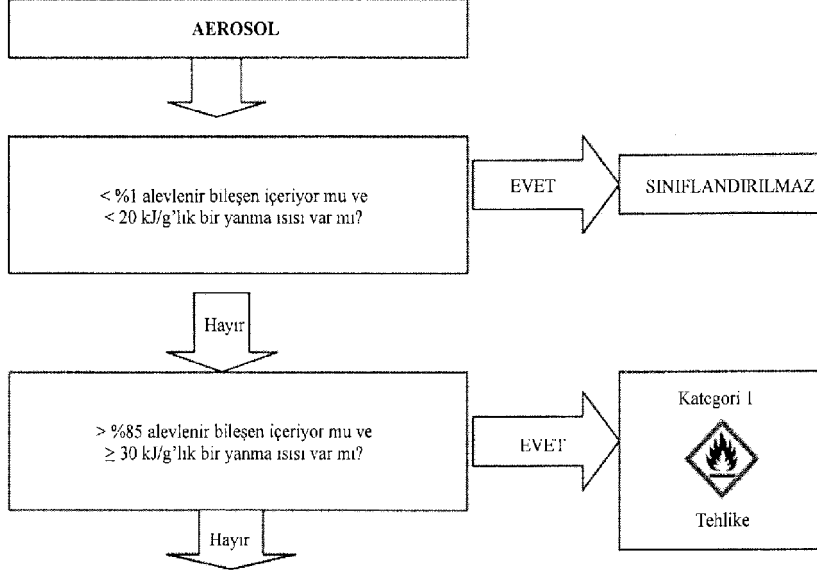 AEROSOL
< %1 alevlenir bileşen içeriyor mu ve
< 20 kJ/g'lık bir yanma ısısı var mı?
EVET
SINIFLANDIRILMAZ
Hayır
> %85 alevlenir bileşen içeriyor mu ve
≥ 30 kJ/g'lık bir yanma ısısı var mı?
EVET
Kategori 1
Tehlike
Hayır